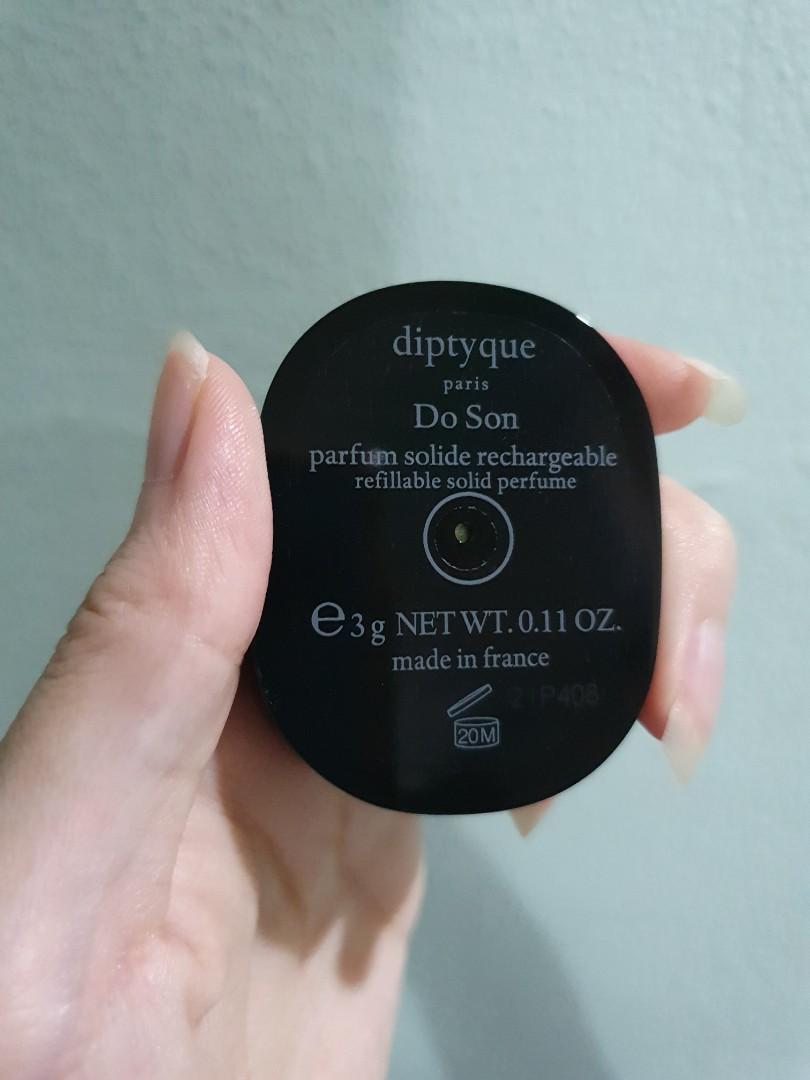 diptyque
paris
Do Son
parfum solide rechargeable
refillable solid perfume
e 3 g NET WT. 0.11 OZ.
made in france
21P408
20M